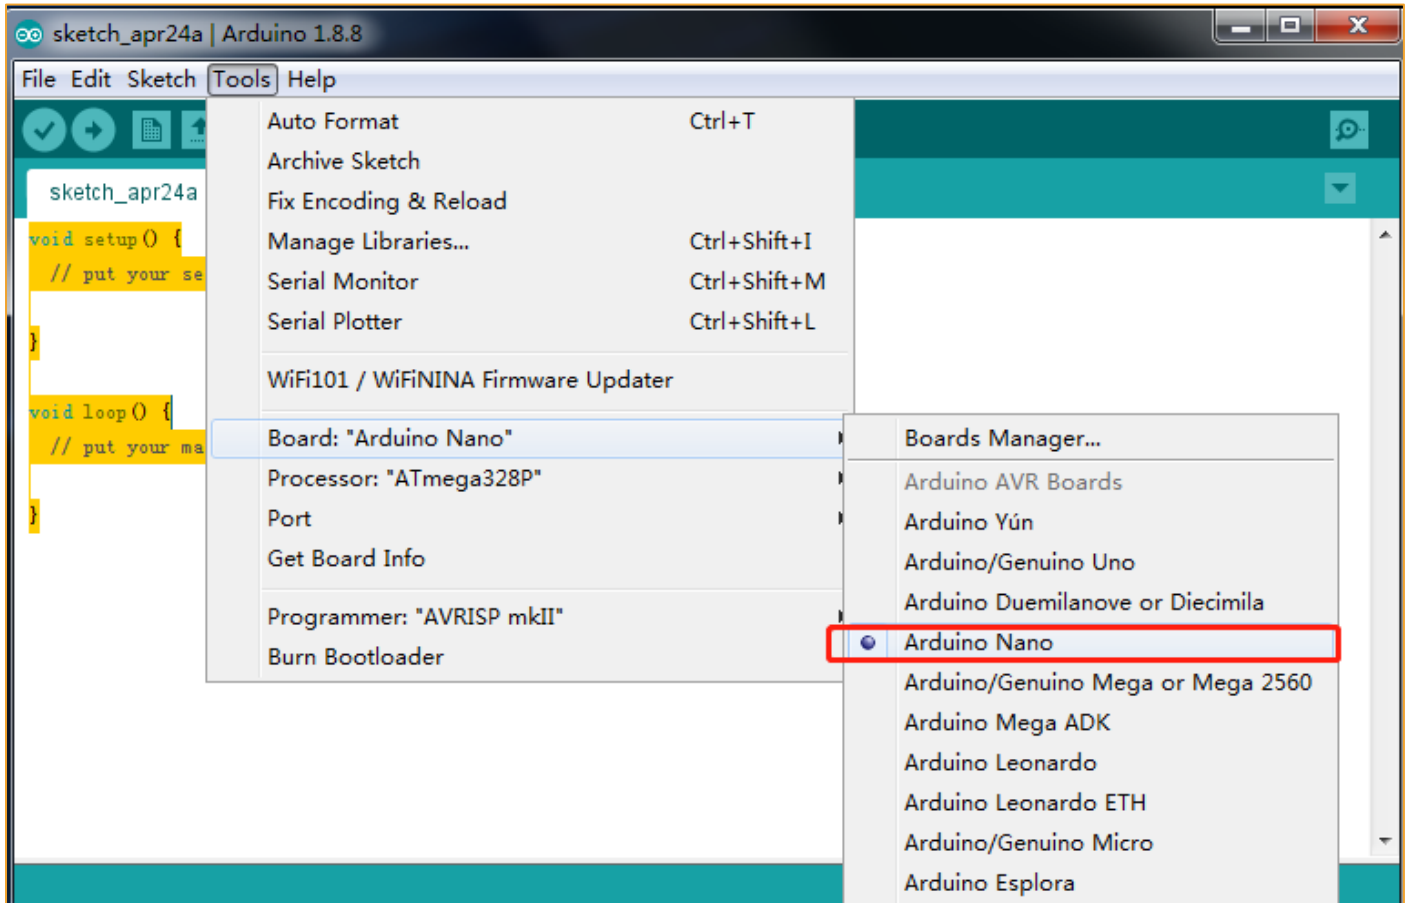 sketch_apr24a | Arduino 1.8.8
File Edit Sketch Tools Help
Auto Format Ctrl+T
Archive Sketch
sketch_apr24a
Fix Encoding & Reload
void setup() {
Manage Libraries... Ctrl+Shift+I
// put your se
Serial Monitor Ctrl+Shift+M
Serial Plotter Ctrl+Shift+L
}
WiFi101 / WiFiNINA Firmware Updater
void loop() {
Board: "Arduino Nano"
// put your ma
Processor: "ATmega328P"
Port
}
Get Board Info
Programmer: "AVRISP mkII"
Burn Bootloader
Boards Manager...
Arduino AVR Boards
Arduino Yún
Arduino/Genuino Uno
Arduino Duemilanove or Diecimila
Arduino Nano
Arduino/Genuino Mega or Mega 2560
Arduino Mega ADK
Arduino Leonardo
Arduino Leonardo ETH
Arduino/Genuino Micro
Arduino Esplora